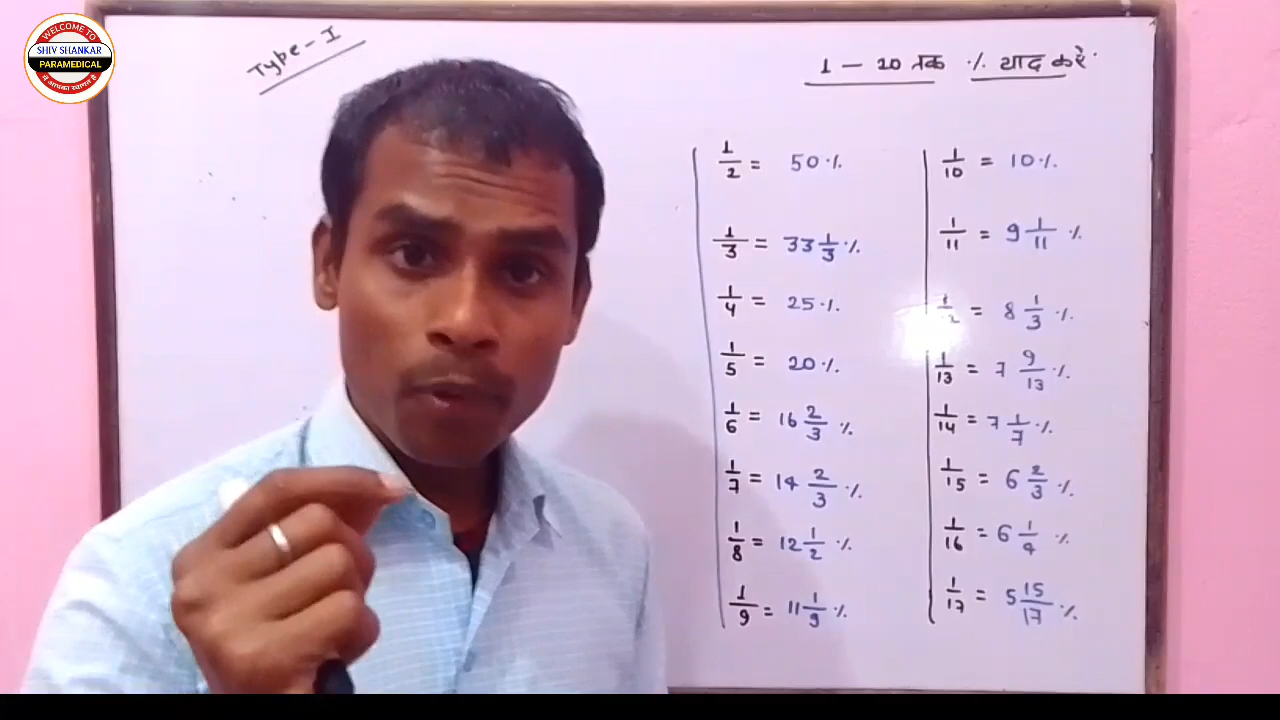 WELCOME TO
SHIV SHANKAR
PARAMEDICAL
में आपका स्वागत है
Type - I
1 - 20 तक % याद करें
1/2 = 50 %
1/3 = 33 1/3 %
1/4 = 25 %
1/5 = 20 %
1/6 = 16 2/3 %
1/7 = 14 2/3 %
1/8 = 12 1/2 %
1/9 = 11 1/9 %
1/10 = 10 %
1/11 = 9 1/11 %
1/12 = 8 1/3 %
1/13 = 7 9/13 %
1/14 = 7 1/7 %
1/15 = 6 2/3 %
1/16 = 6 1/4 %
1/17 = 5 15/17 %